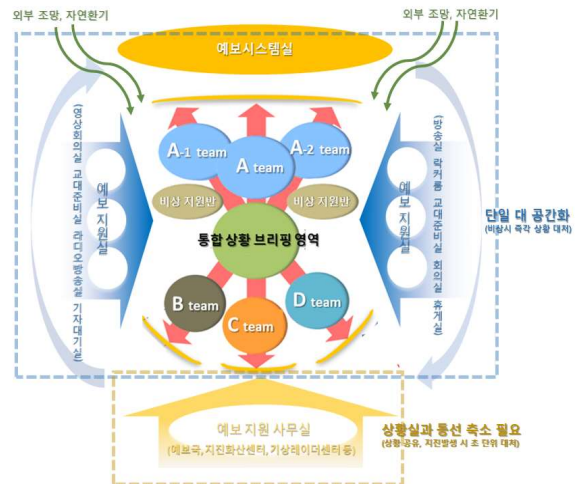 외부 조망, 자연환기
외부 조망, 자연환기
예보시스템실
A-1 team
A team
A-2 team
비상 지원반
비상 지원반
통합 상황 브리핑 영역
B team
C team
D team
예보 지원실
(영상회의실 교대준비실 라디오방송실 기자대기실)
예보 지원실
(방송실 락커룸 교대준비실 회의실 휴게실)
단일 대 공간화
(비상시 즉각 상황 대처)
예보 지원 사무실
(예보국,지진화산센터,기상레이더센터 등)
상황실과 동선 축소 필요
(상황 공유, 지진발생 시 초 단위 대처)